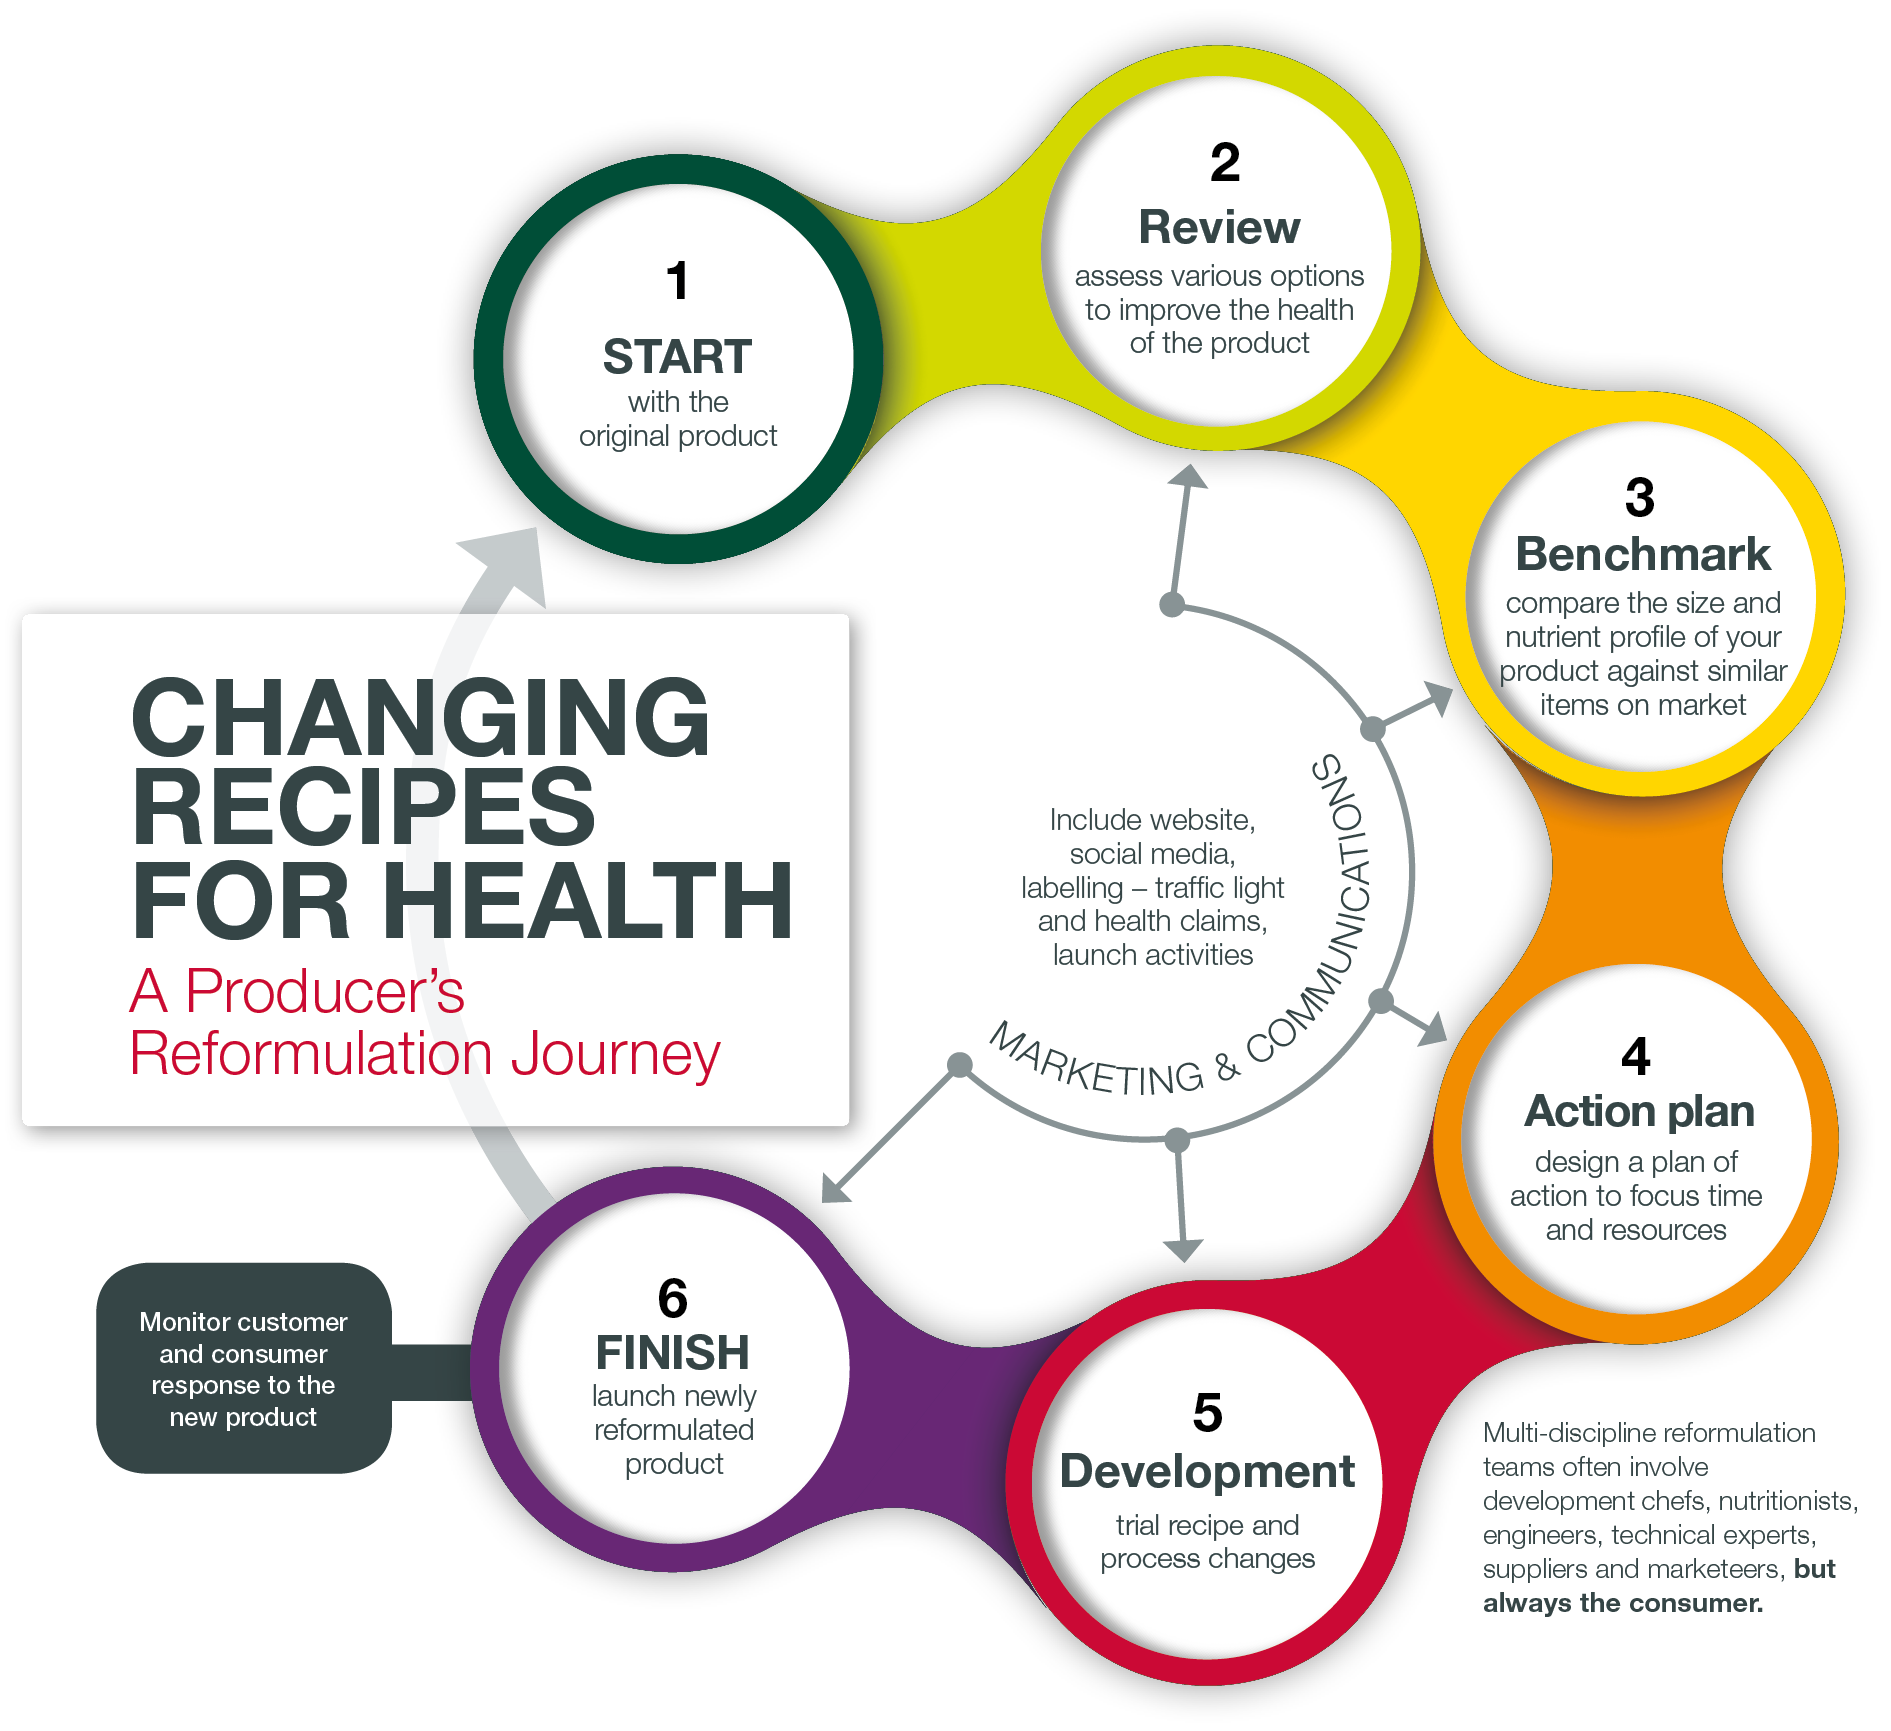 CHANGING
RECIPES
FOR HEALTH
A Producer’s
Reformulation Journey
1
START
with the
original product
2
Review
assess various options
to improve the health
of the product
3
Benchmark
compare the size and
nutrient profile of your
product against similar
items on market
4
Action plan
design a plan of
action to focus time
and resources
5
Development
trial recipe and
process changes
6
FINISH
launch newly
reformulated
product
Monitor customer
and consumer
response to the
new product
Include website,
social media,
labelling – traffic light
and health claims,
launch activities
MARKETING & COMMUNICATIONS
Multi-discipline reformulation
teams often involve
development chefs, nutritionists,
engineers, technical experts,
suppliers and marketeers, but
always the consumer.